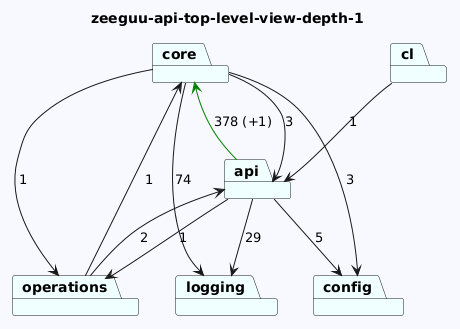 zeeguu-api-top-level-view-depth-1
core
cl
378 (+1)
3
1
api
1
1
74
3
2
1
29
5
operations
logging
config